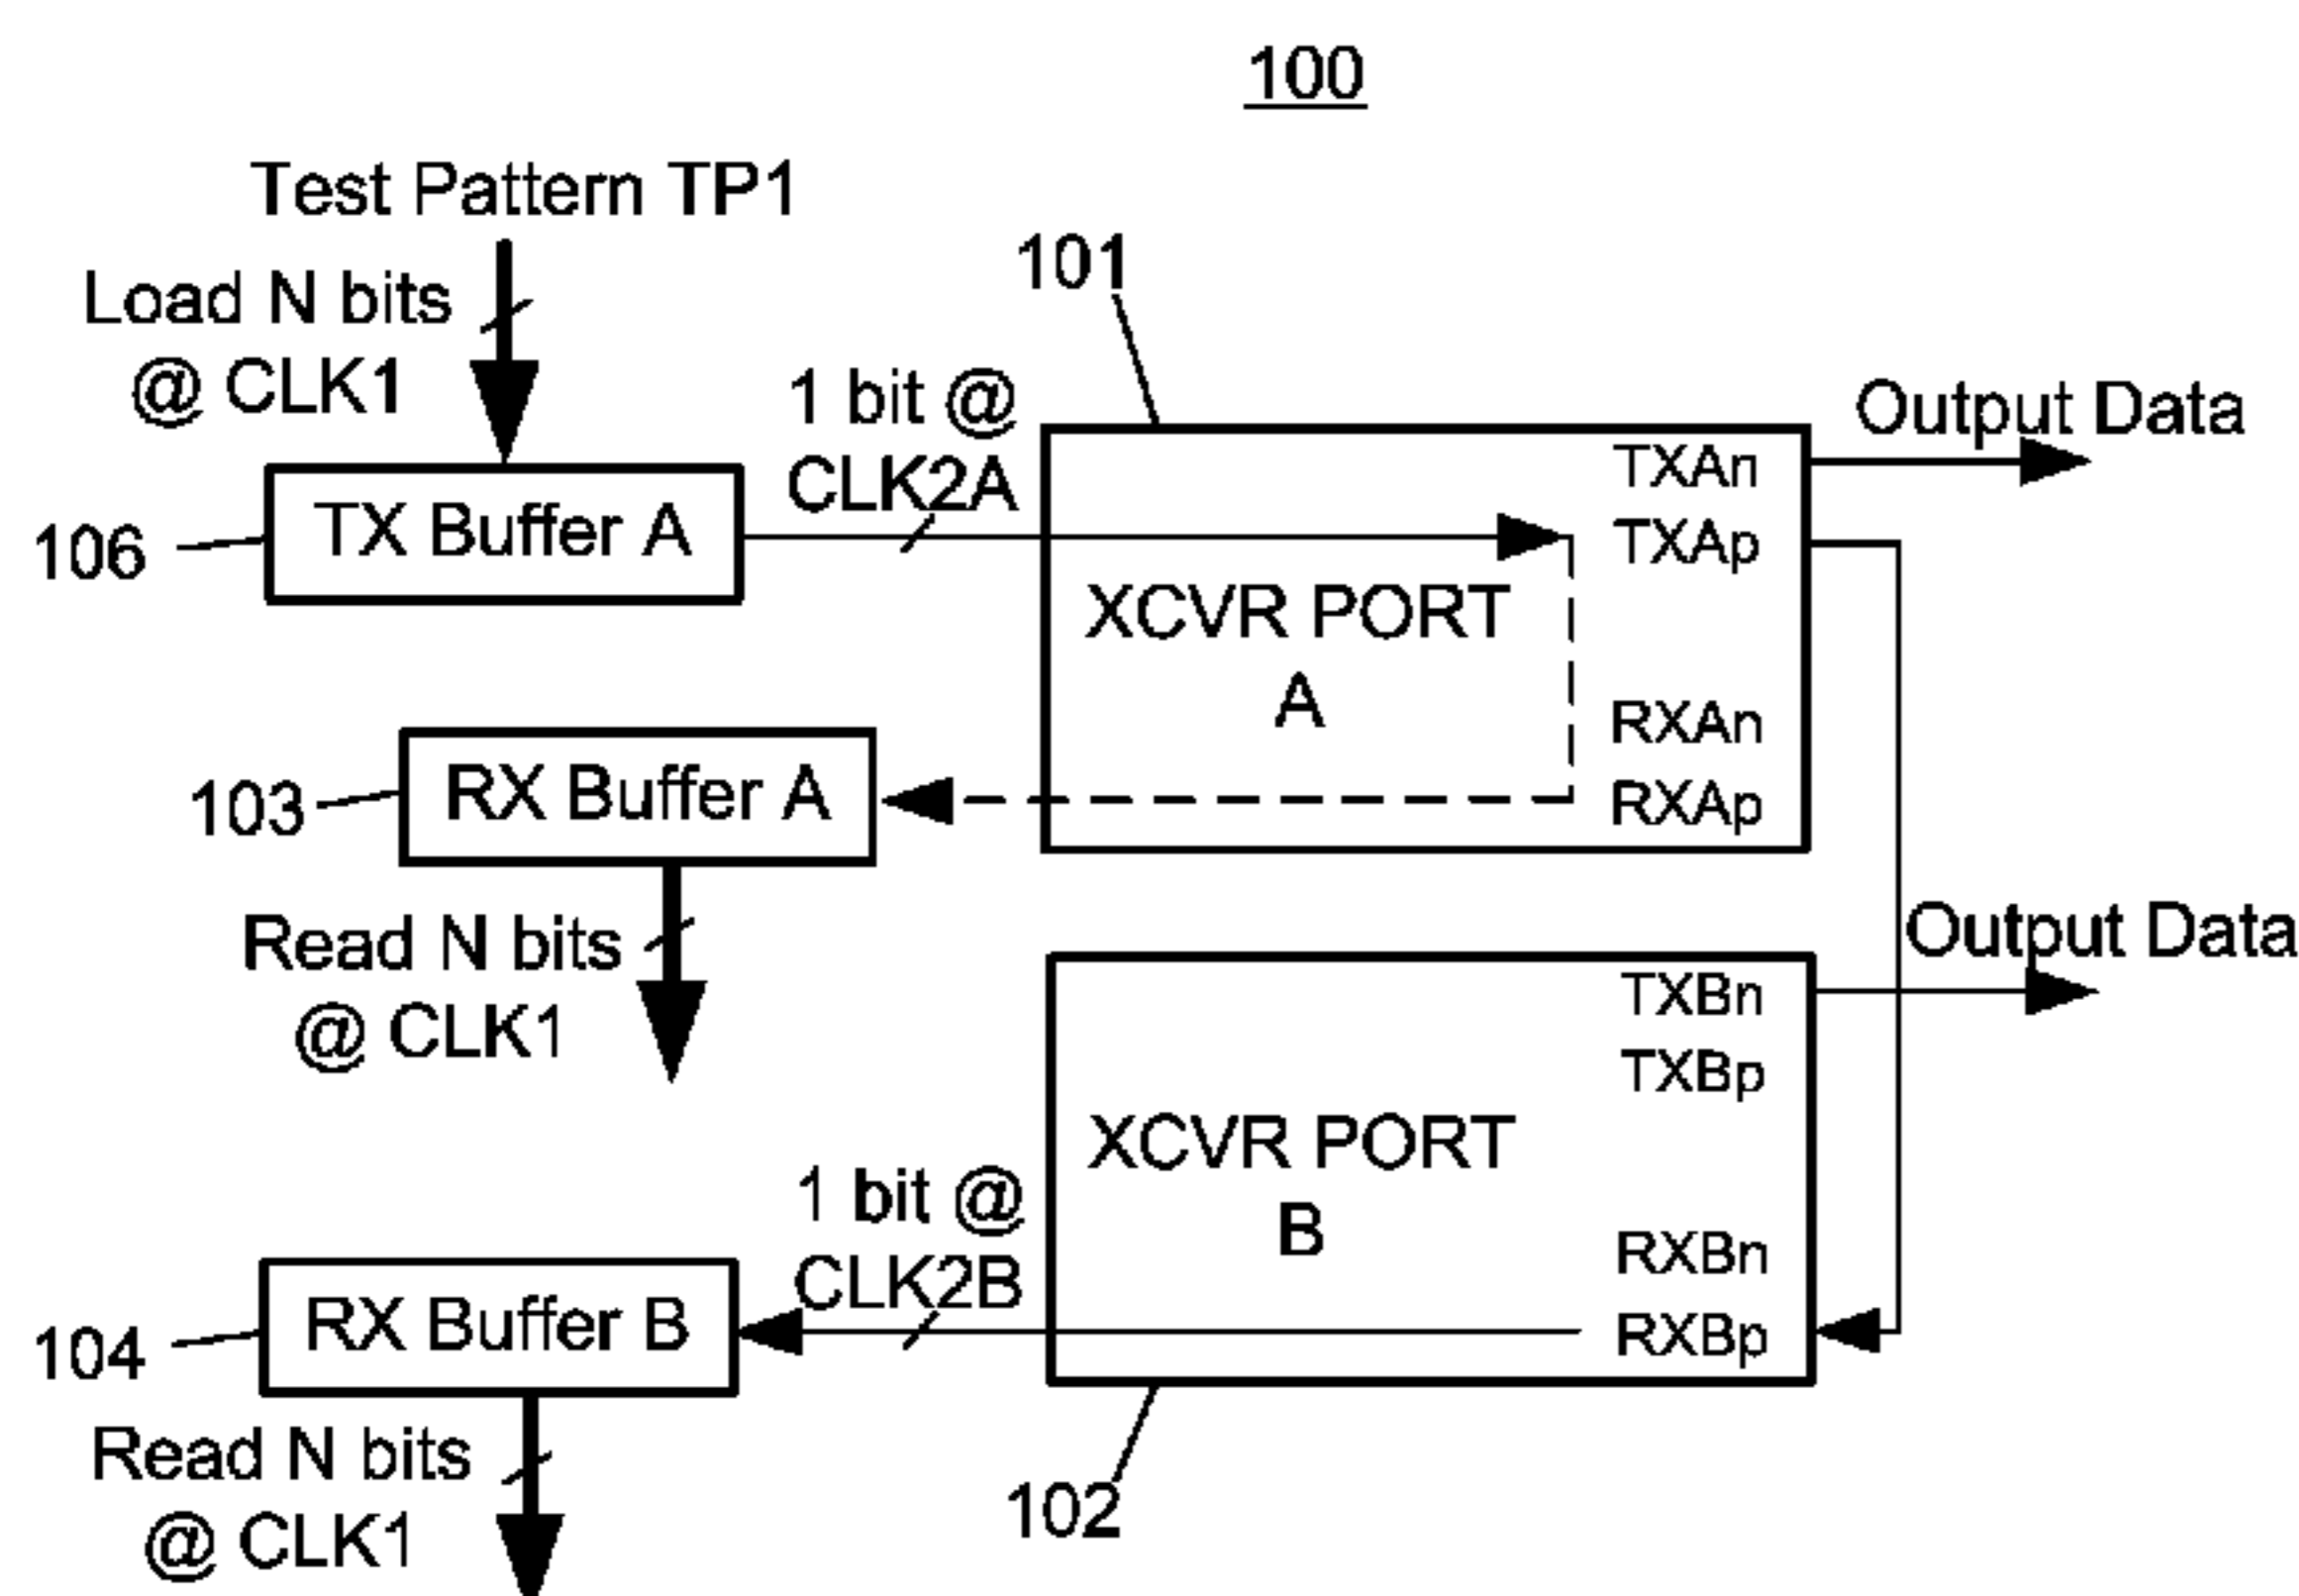 100
Test Pattern TP1
Load N bits
@ CLK1
101
1 bit @
CLK2A
Output Data
TXAn
TX Buffer A
TXAp
106
XCVR PORT
A
RXAn
RX Buffer A
RXAp
103
Read N bits
@ CLK1
Output Data
TXBn
TXBp
XCVR PORT
B
1 bit @
CLK2B
RXBn
RX Buffer B
RXBp
104
Read N bits
@ CLK1
102